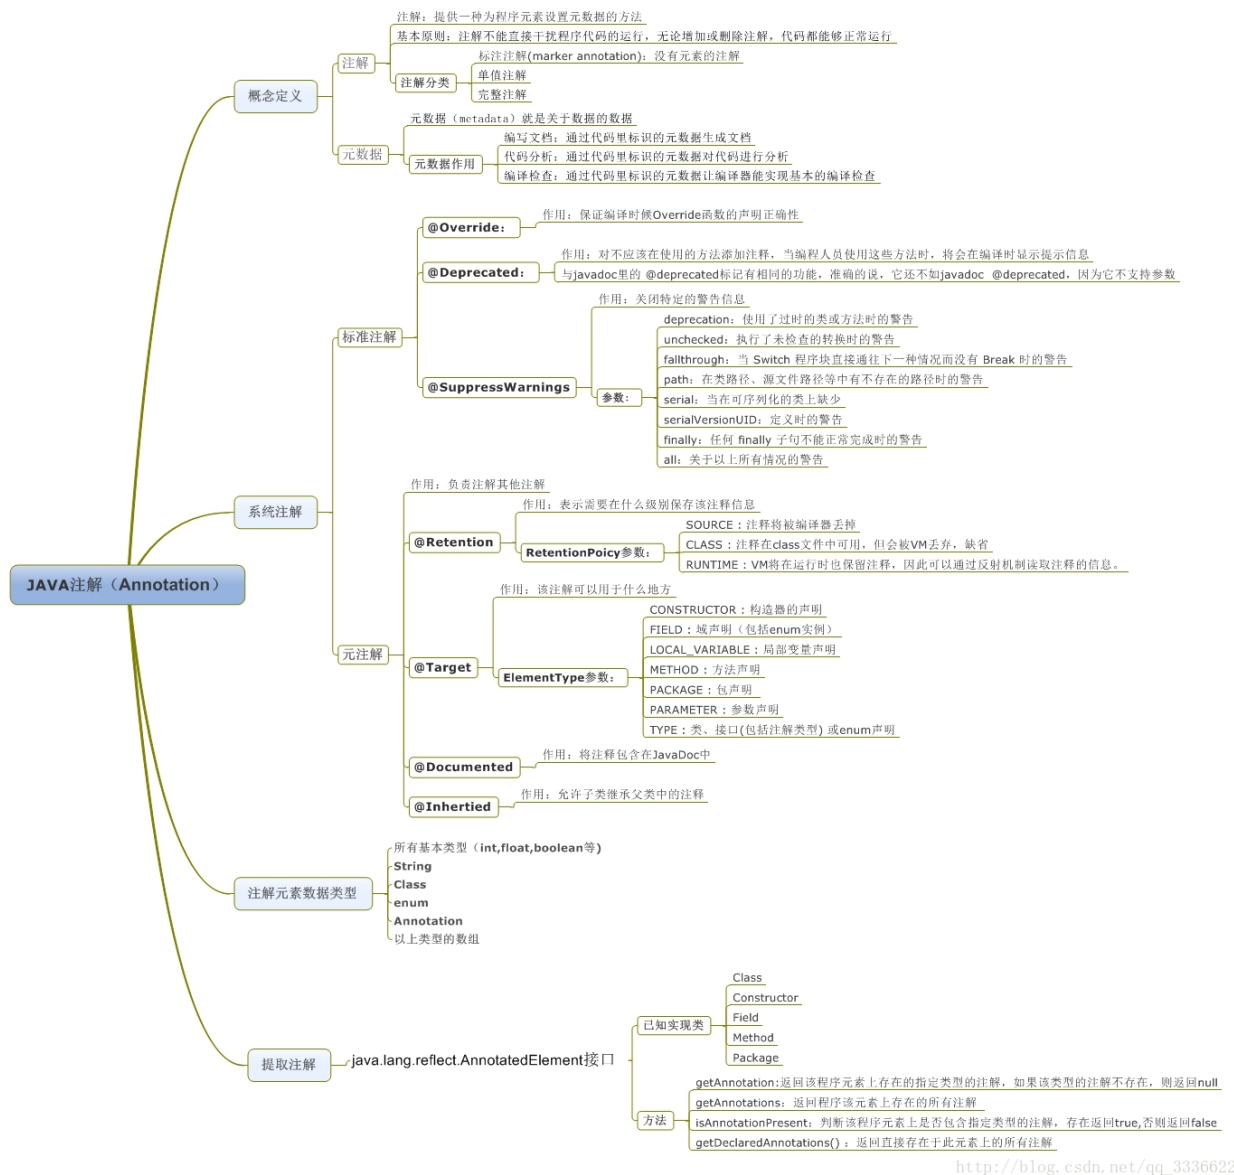 JAVA注解（Annotation）
概念定义
注解
注解：提供一种为程序元素设置元数据的方法
基本原则：注解不能直接干扰程序代码的运行，无论增加或删除注解，代码都能够正常运行
注解分类
标注注解(marker annotation)：没有元素的注解
单值注解
完整注解
元数据
元数据（metadata）就是关于数据的数据
元数据作用
编写文档：通过代码里标识的元数据生成文档
代码分析：通过代码里标识的元数据对代码进行分析
编译检查：通过代码里标识的元数据让编译器能实现基本的编译检查
系统注解
标准注解
@Override：
作用：保证编译时候Override函数的声明正确性
@Deprecated：
作用：对不应该在使用的方法添加注释，当编程人员使用这些方法时，将会在编译时显示提示信息
与javadoc里的 @deprecated标记有相同的功能，准确的说，它还不如javadoc @deprecated，因为它不支持参数
@SuppressWarnings
作用：关闭特定的警告信息
参数：
deprecation：使用了过时的类或方法时的警告
unchecked：执行了未检查的转换时的警告
fallthrough：当 Switch 程序块直接通往下一种情况而没有 Break 时的警告
path：在类路径、源文件路径等中有不存在的路径时的警告
serial：当在可序列化的类上缺少
serialVersionUID：定义时的警告
finally：任何 finally 子句不能正常完成时的警告
all：关于以上所有情况的警告
元注解
作用：负责注解其他注解
@Retention
作用：表示需要在什么级别保存该注释信息
RetentionPoicy参数：
SOURCE：注释将被编译器丢掉
CLASS：注释在class文件中可用，但会被VM丢弃，缺省
RUNTIME：VM将在运行时也保留注释，因此可以通过反射机制读取注释的信息。
@Target
作用：该注解可以用于什么地方
ElementType参数：
CONSTRUCTOR：构造器的声明
FIELD：域声明（包括enum实例）
LOCAL_VARIABLE：局部变量声明
METHOD：方法声明
PACKAGE：包声明
PARAMETER：参数声明
TYPE：类、接口(包括注解类型) 或enum声明
@Documented
作用：将注释包含在JavaDoc中
@Inhertied
作用：允许子类继承父类中的注释
注解元素数据类型
所有基本类型（int,float,boolean等)
String
Class
enum
Annotation
以上类型的数组
提取注解
java.lang.reflect.AnnotatedElement接口
已知实现类
Class
Constructor
Field
Method
Package
方法
getAnnotation:返回该程序元素上存在的指定类型的注解，如果该类型的注解不存在，则返回null
getAnnotations：返回程序该元素上存在的所有注解
isAnnotationPresent：判断该程序元素上是否包含指定类型的注解，存在返回true,否则返回false
getDeclaredAnnotations()：返回直接存在于此元素上的所有注解
http://blog.csdn.net/qq_3336622